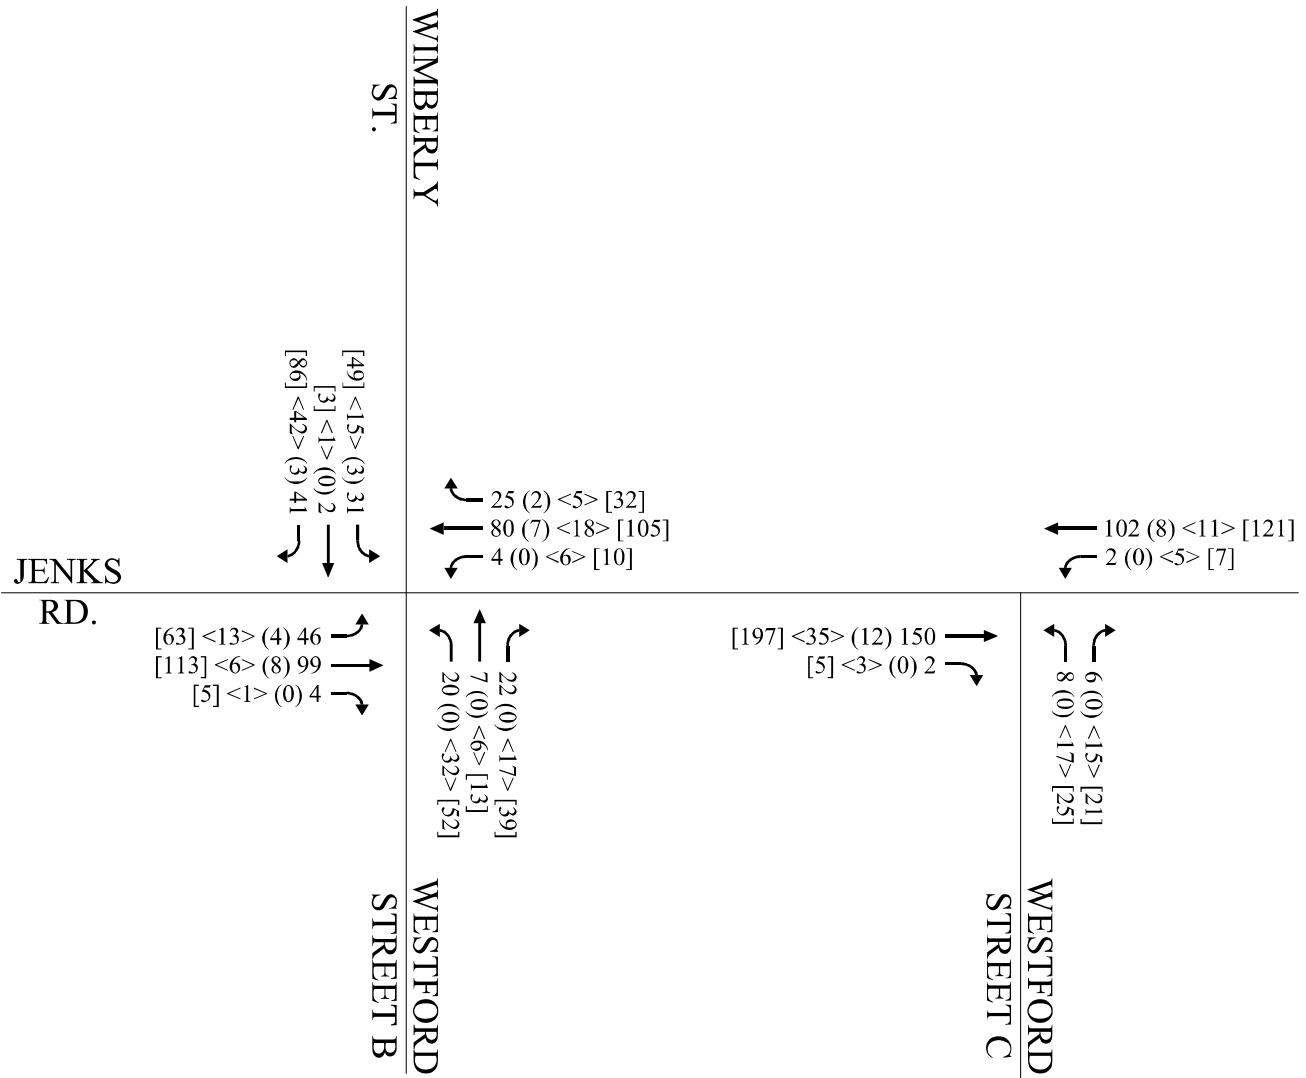 WIMBERLY
ST.
[86] <42> (3) 41
[3] <1> (0) 2
[49] <15> (3) 31
25 (2) <5> [32]
80 (7) <18> [105]
4 (0) <6> [10]
102 (8) <11> [121]
2 (0) <5> [7]
JENKS
RD.
[63] <13> (4) 46
[113] <6> (8) 99
[5] <1> (0) 4
20 (0) <32> [52]
7 (0) <6> [13]
22 (0) <17> [39]
[197] <35> (12) 150
[5] <3> (0) 2
8 (0) <17> [25]
6 (0) <15> [21]
WESTFORD
STREET B
WESTFORD
STREET C